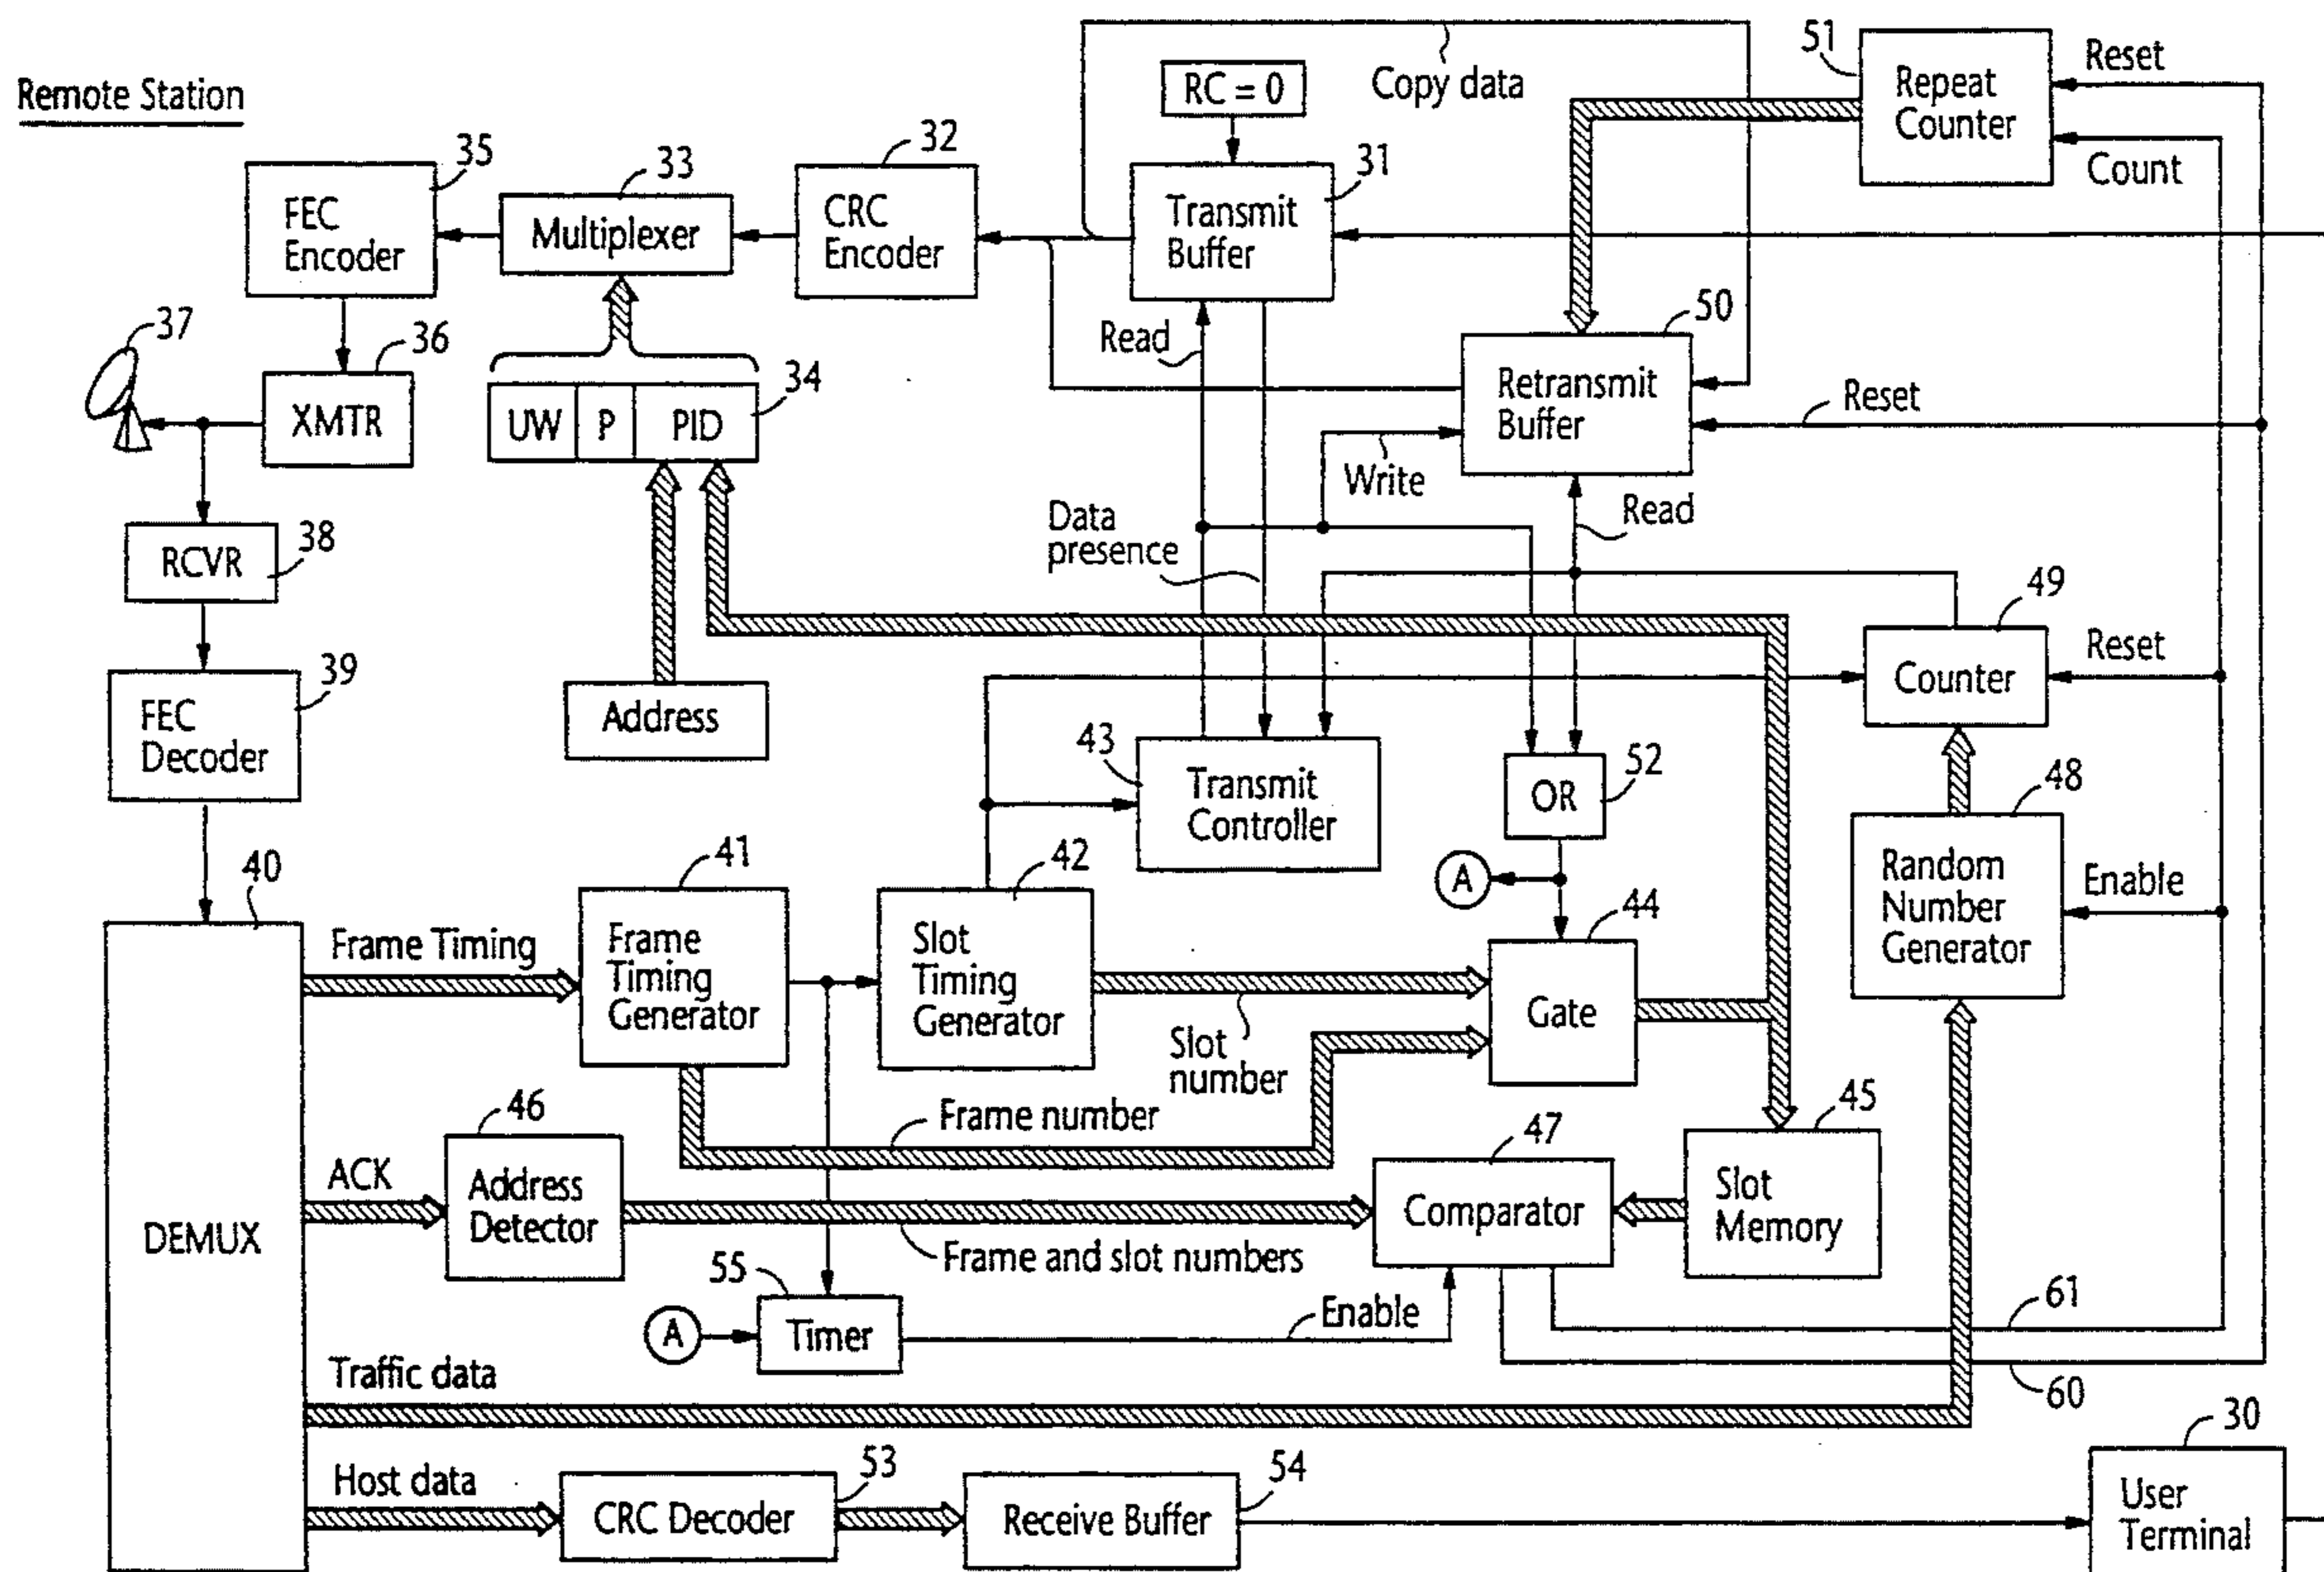 Remote Station
35
FEC
Encoder
33
Multiplexer
32
CRC
Encoder
RC = 0
31
Transmit
Buffer
Copy data
51
Repeat
Counter
Reset
Count
37
36
XMTR
UW
P
PID
34
Read
50
Retransmit
Buffer
Reset
Write
Read
Data
presence
38
RCVR
39
FEC
Decoder
Address
49
Counter
Reset
43
Transmit
Controller
52
OR
A
48
Random
Number
Generator
Enable
40
DEMUX
Frame Timing
41
Frame
Timing
Generator
42
Slot
Timing
Generator
44
Gate
Slot
number
Frame number
ACK
46
Address
Detector
Frame and slot numbers
47
Comparator
45
Slot
Memory
55
A
Timer
Enable
61
60
Traffic data
Host data
53
CRC Decoder
54
Receive Buffer
30
User
Terminal